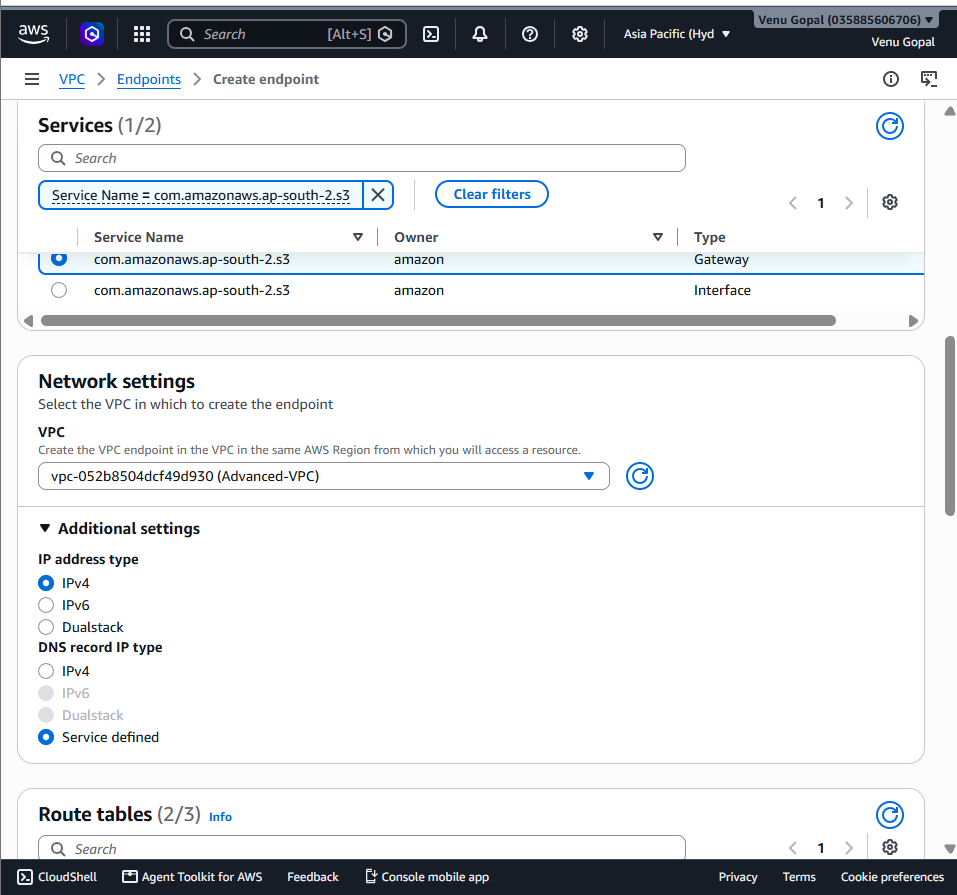 Venu Gopal (035885606706)
aws
Search [Alt+S]
Asia Pacific (Hyd
Venu Gopal
VPC
Endpoints
Create endpoint
Services (1/2)
Search
Service Name = com.amazonaws.ap-south-2.s3
Clear filters
1
Service Name Owner Type
com.amazonaws.ap-south-2.s3 amazon Gateway
com.amazonaws.ap-south-2.s3 amazon Interface
Network settings
Select the VPC in which to create the endpoint
VPC
Create the VPC endpoint in the VPC in the same AWS Region from which you will access a resource.
vpc-052b8504dcf49d930 (Advanced-VPC)
Additional settings
IP address type
IPv4
IPv6
Dualstack
DNS record IP type
IPv4
IPv6
Dualstack
Service defined
Route tables (2/3) Info
Search
1
CloudShell Agent Toolkit for AWS Feedback Console mobile app Privacy Terms Cookie preferences